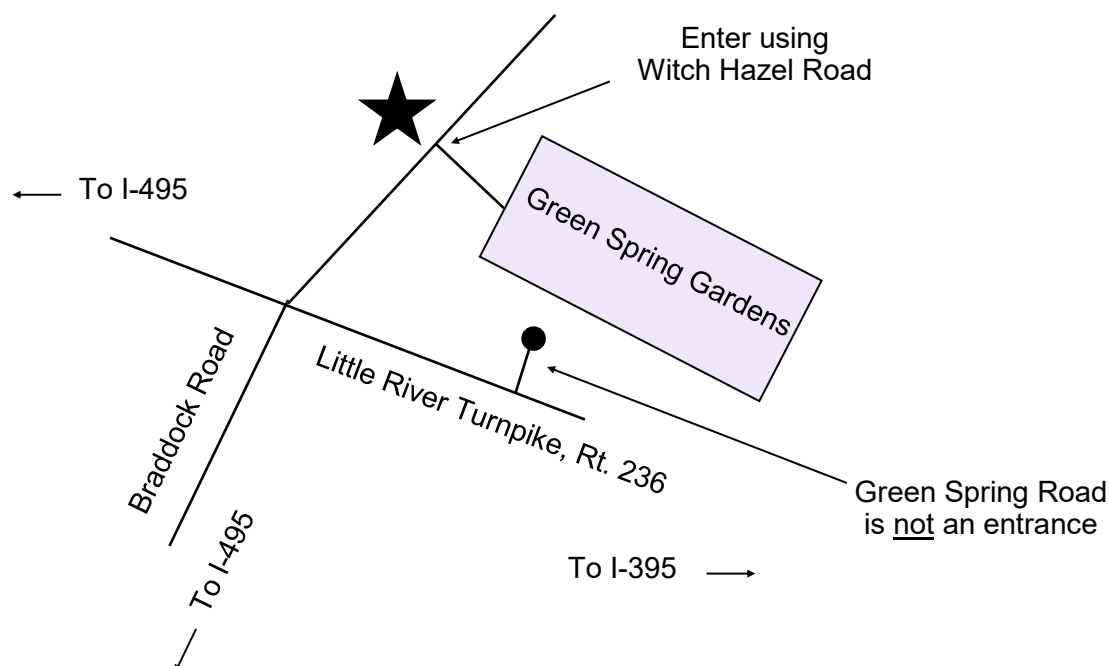 Enter using
Witch Hazel Road
To I-495
Green Spring Gardens
Braddock Road
Little River Turnpike, Rt. 236
Green Spring Road
is not an entrance
To I-495
To I-395